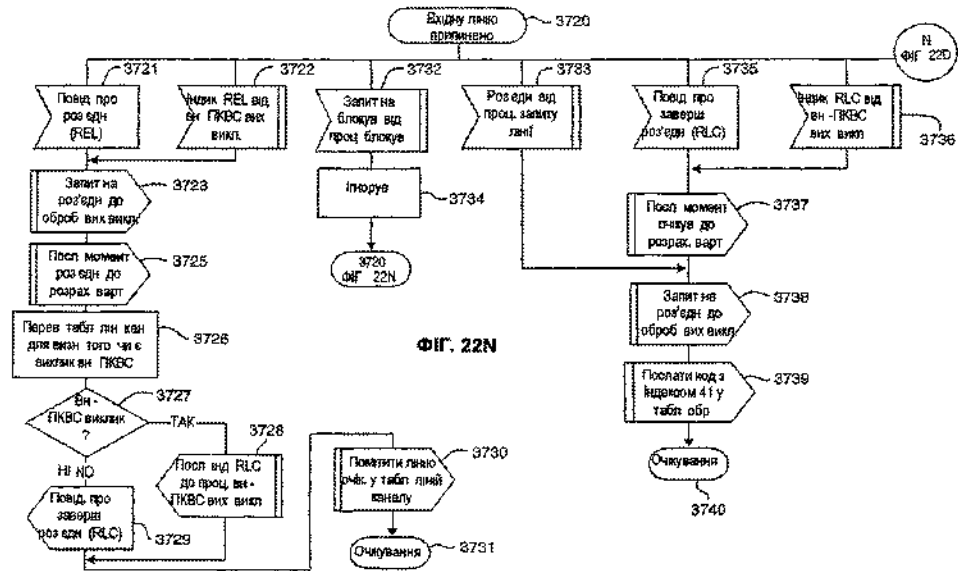 Вхідну лінію
припинено
3720
N
ФІГ 22D
3721
Повід про
роз'єдн
(REL)
3722
Індик REL від
вн ПКВС вих
викл.
3732
Запит на
блокув від
проц блокув
3733
Роз'єдн від
проц. запиту
лінії
3735
Повід про
заверш
роз'єдн (RLC)
Індик RLC від
вн -ПКВС
вих викл
3736
3723
Запит на
роз'єдн до
оброб вих викл
Ігнорув
3734
3725
Посл момент
роз'єдн до
розрах варт
3720
ФІГ 22N
Посл момент
очікув до
розрах. варт
3737
Перев табл лін кан
для визн того чи є
виклик вн ПКВС
3726
ФІГ. 22N
Запит на
роз'єдн до
оброб вих викл
3738
Вн -
ПКВС виклик
?
3727
ТАК
НІ NO
Послати код з
Індексом 41 у
табл обр
3739
3728
Посл інд RLC
до проц. вн -
ПКВС вих викл
3730
Помітити лінію
очік. у табл ліній
каналу
Очікування
3740
Повід. про
заверш
роз'єдн (RLC)
3729
Очікування
3731